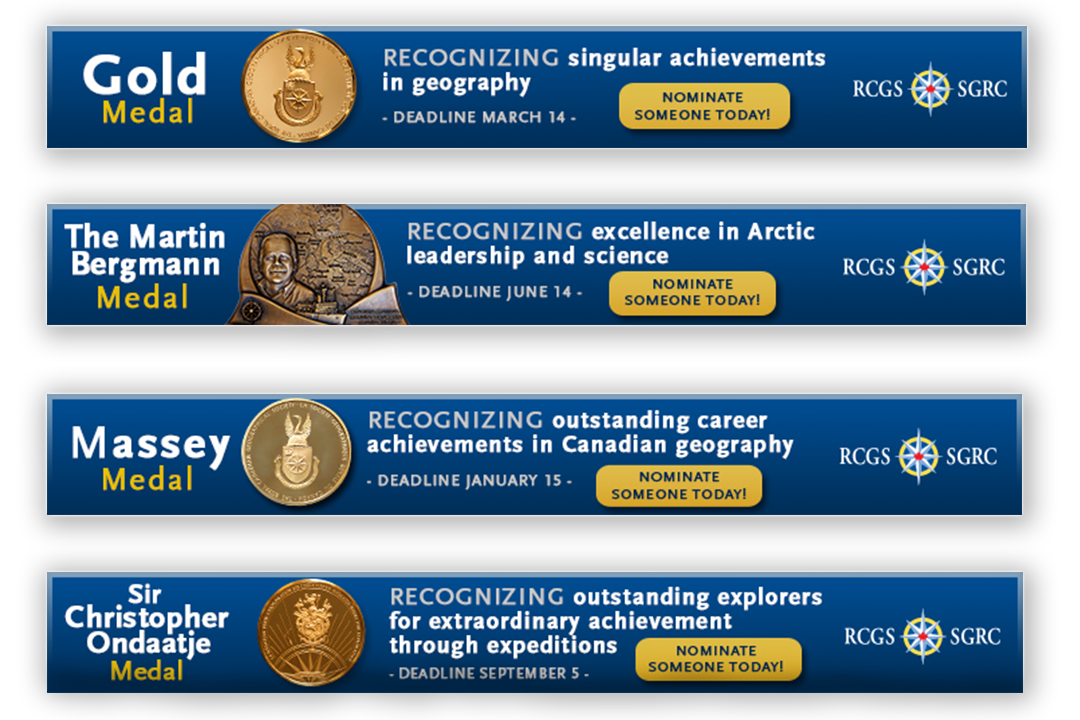 Gold
Medal
RECOGNIZING singular achievements
in geography
- DEADLINE MARCH 14 -
NOMINATE
SOMEONE TODAY!
RCGS SGRC
The Martin
Bergmann
Medal
RECOGNIZING excellence in Arctic
leadership and science
- DEADLINE JUNE 14 -
NOMINATE
SOMEONE TODAY!
RCGS SGRC
Massey
Medal
RECOGNIZING outstanding career
achievements in Canadian geography
- DEADLINE JANUARY 15 -
NOMINATE
SOMEONE TODAY!
RCGS SGRC
Sir
Christopher
Ondaatje
Medal
RECOGNIZING outstanding explorers
for extraordinary achievement
through expeditions
- DEADLINE SEPTEMBER 5 -
NOMINATE
SOMEONE TODAY!
RCGS SGRC